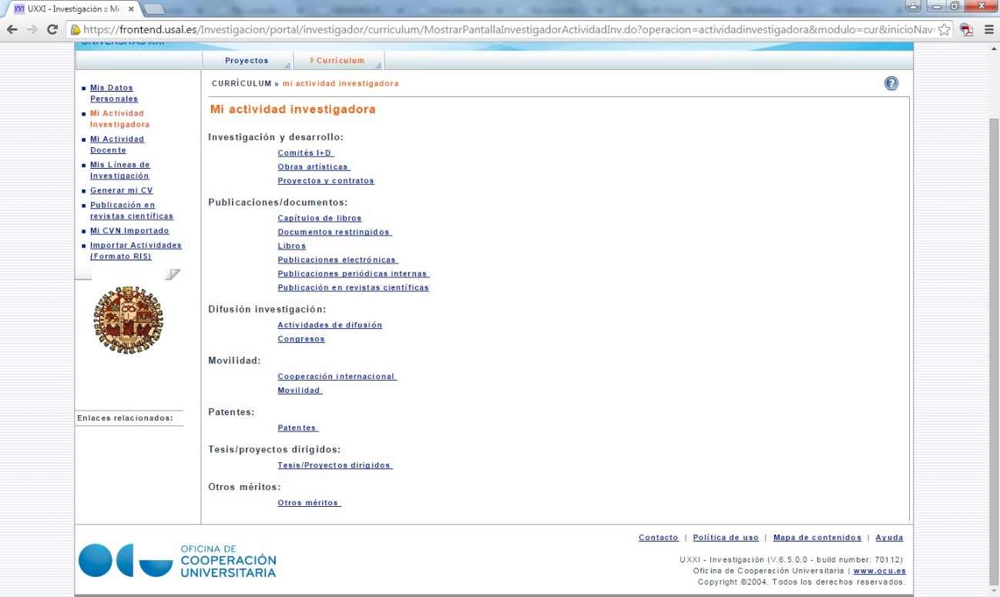 UXXI - Investigación :: Mi
https://frontend.usal.es/Investigacion/portal/investigador/curriculum/MostrarPantallaInvestigadorActividadInv.do?operacion=actividadinvestigadora&modulo=cur&inicioNav
UNIVERSITAS XXI
Proyectos
Currículum
CURRÍCULUM » mi actividad investigadora
Mis Datos
Personales
Mi Actividad
Investigadora
Mi Actividad
Docente
Mis Líneas de
Investigación
Generar mi CV
Publicación en
revistas científicas
Mi CVN Importado
Importar Actividades
(Formato RIS)
Enlaces relacionados:
Mi actividad investigadora
Investigación y desarrollo:
Comités I+D
Obras artísticas
Proyectos y contratos
Publicaciones/documentos:
Capítulos de libros
Documentos restringidos
Libros
Publicaciones electrónicas
Publicaciones periódicas internas
Publicación en revistas científicas
Difusión investigación:
Actividades de difusión
Congresos
Movilidad:
Cooperación internacional
Movilidad
Patentes:
Patentes
Tesis/proyectos dirigidos:
Tesis/Proyectos dirigidos
Otros méritos:
Otros méritos
OFICINA DE
COOPERACIÓN
UNIVERSITARIA
Contacto | Política de uso | Mapa de contenidos | Ayuda
UXXI - Investigación (V.6.5.0.0 - build number: 70112)
Oficina de Cooperación Universitaria | www.ocu.es
Copyright ©2004. Todos los derechos reservados.